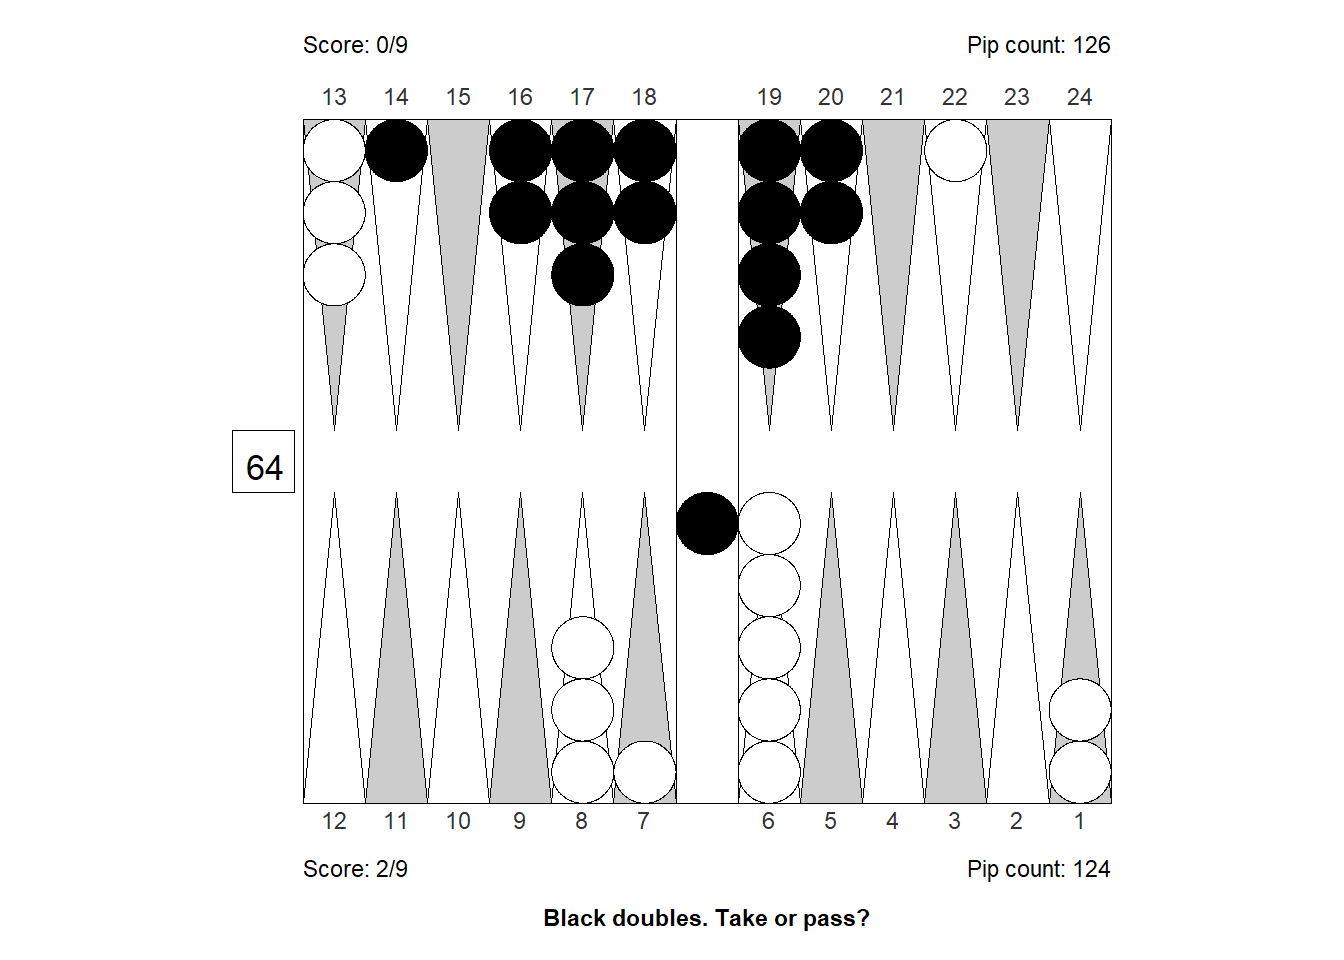 Score: 0/9 Pip count: 126
13 14 15 16 17 18 19 20 21 22 23 24
64
12 11 10 9 8 7 6 5 4 3 2 1
Score: 2/9 Pip count: 124
Black doubles. Take or pass?